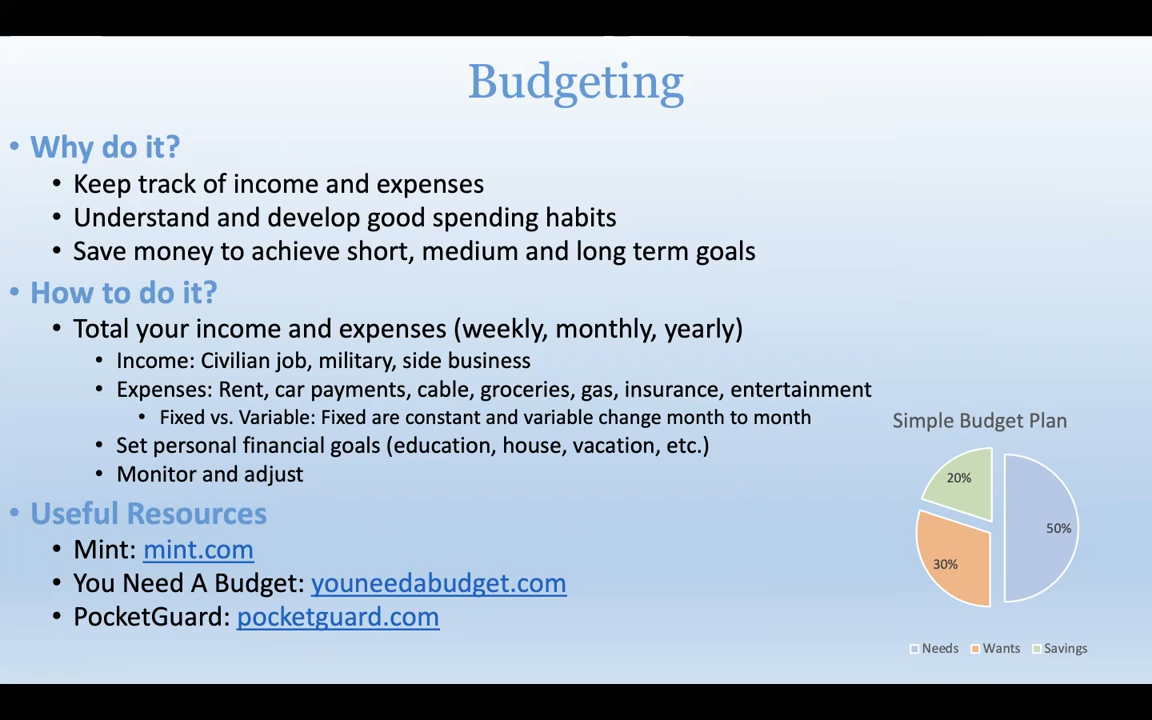 Budgeting
• Why do it?
• Keep track of income and expenses
• Understand and develop good spending habits
• Save money to achieve short, medium and long term goals
• How to do it?
• Total your income and expenses (weekly, monthly, yearly)
• Income: Civilian job, military, side business
• Expenses: Rent, car payments, cable, groceries, gas, insurance, entertainment
• Fixed vs. Variable: Fixed are constant and variable change month to month
• Set personal financial goals (education, house, vacation, etc.)
• Monitor and adjust
• Useful Resources
• Mint: mint.com
• You Need A Budget: youneedabudget.com
• PocketGuard: pocketguard.com
Simple Budget Plan
20%
50%
30%
Needs Wants Savings